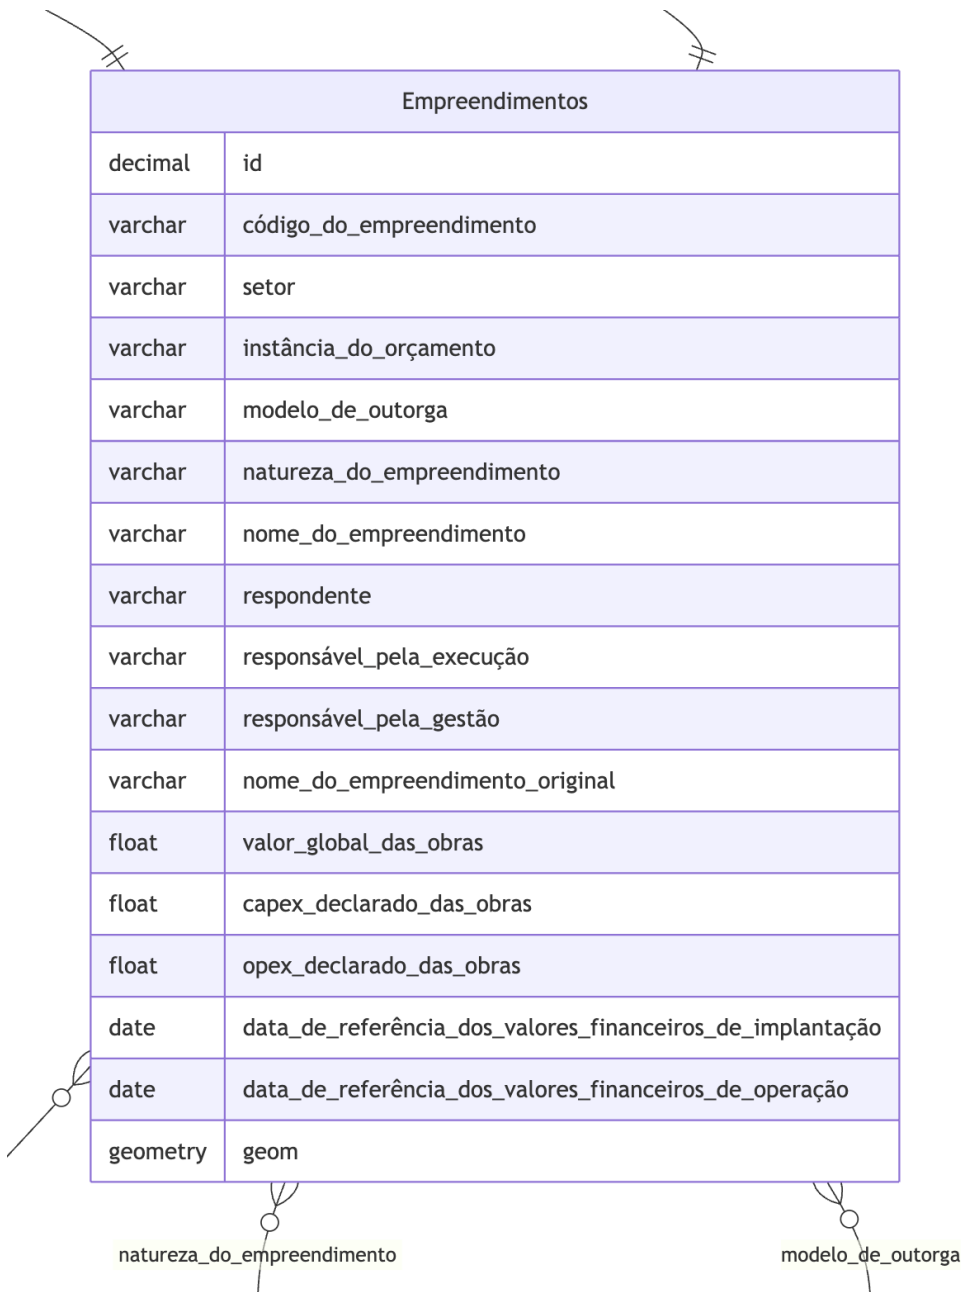 Empreendimentos
decimal id
varchar código_do_empreendimento
varchar setor
varchar instância_do_orçamento
varchar modelo_de_outorga
varchar natureza_do_empreendimento
varchar nome_do_empreendimento
varchar respondente
varchar responsável_pela_execução
varchar responsável_pela_gestão
varchar nome_do_empreendimento_original
float valor_global_das_obras
float capex_declarado_das_obras
float opex_declarado_das_obras
date data_de_referência_dos_valores_financeiros_de_implantação
date data_de_referência_dos_valores_financeiros_de_operação
geometry geom
natureza_do_empreendimento modelo_de_outorga